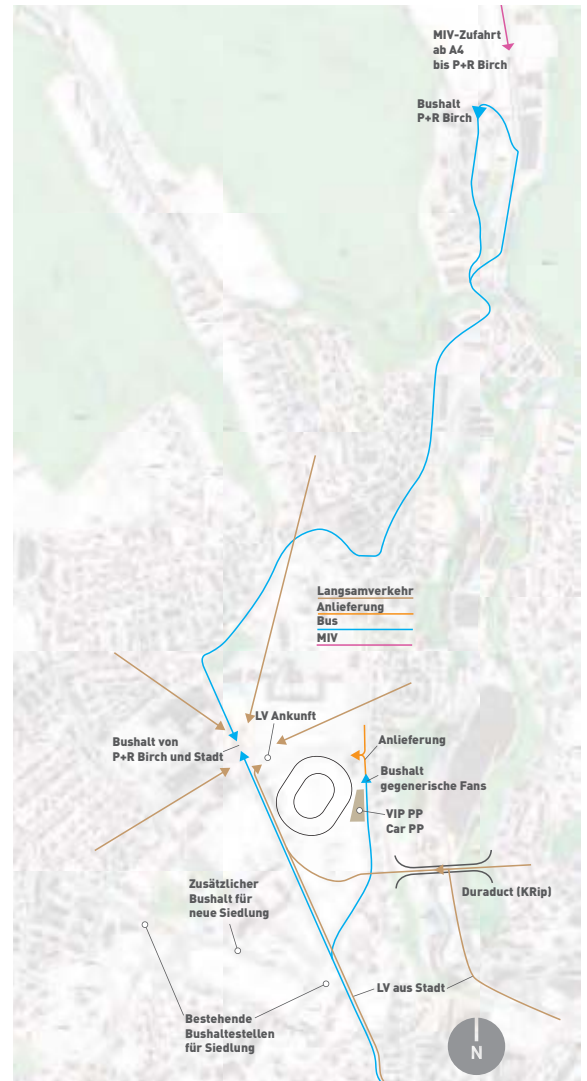 MIV-Zufahrt
ab A4
bis P+R Birch
Bushalt
P+R Birch
Langsamverkehr
Anlieferung
Bus
MIV
LV Ankunft
Bushalt von
P+R Birch und Stadt
Anlieferung
Bushalt
gegenerische Fans
VIP PP
Car PP
Duraduct (KRip)
Zusätzlicher
Bushalt für
neue Siedlung
LV aus Stadt
Bestehende
Bushaltestellen
für Siedlung
N